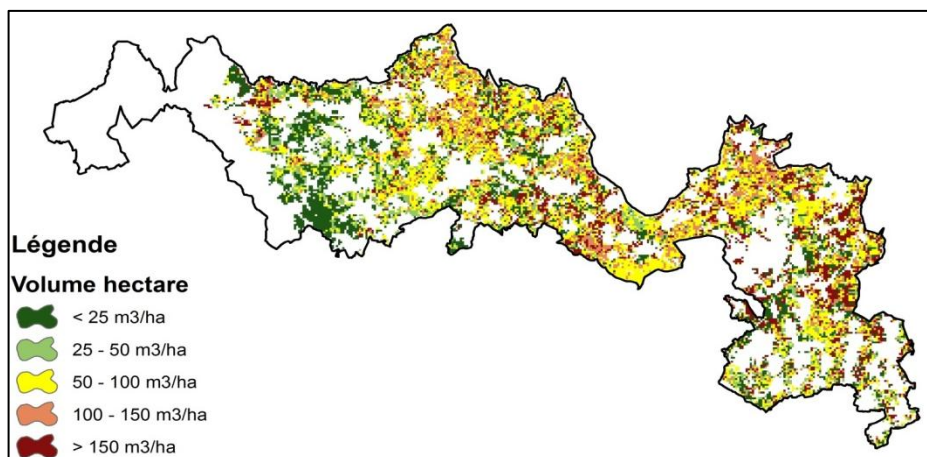 Légende
Volume hectare
< 25 m3/ha
25 - 50 m3/ha
50 - 100 m3/ha
100 - 150 m3/ha
> 150 m3/ha